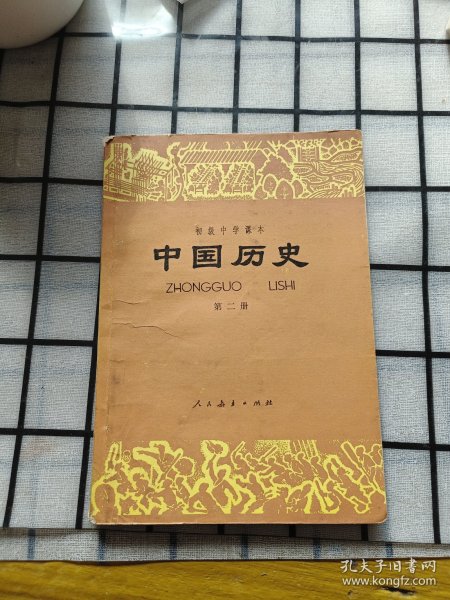 初级中学课本
中国历史
ZHONGGUO LISHI
第二册
人民教育出版社
孔夫子旧书网
www.kongfz.com